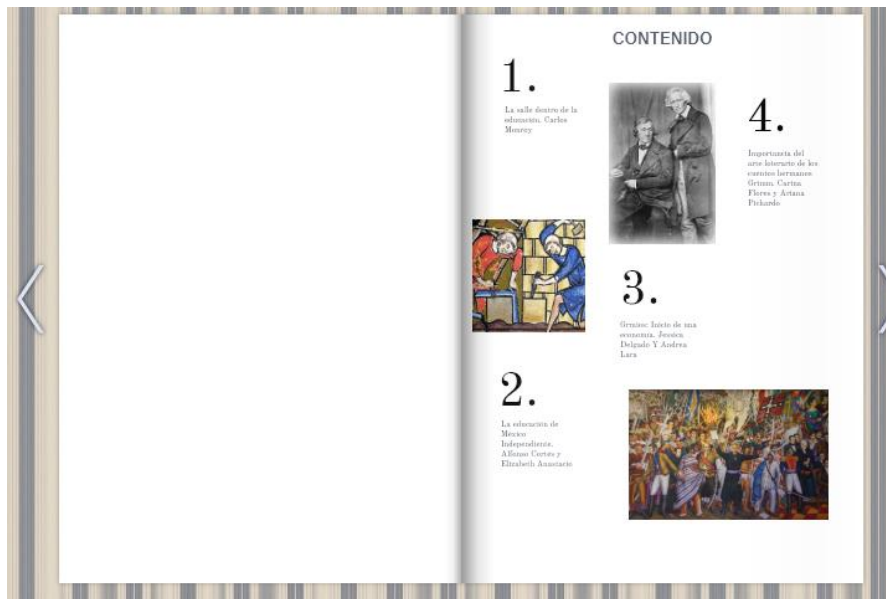 CONTENIDO
1.
La salle dentro de la
educación. Carlos
Monroy
2.
La educación de
México
Independiente.
Alfonso Cortés y
Elizabeth Anastacio
3.
Gremios: Inicio de una
economía. Jessica
Delgado Y Andrea
Lara
4.
Importancia del
arte literario de los
cuentos hermanos
Grimm. Carina
Flores y Ariana
Pichardo